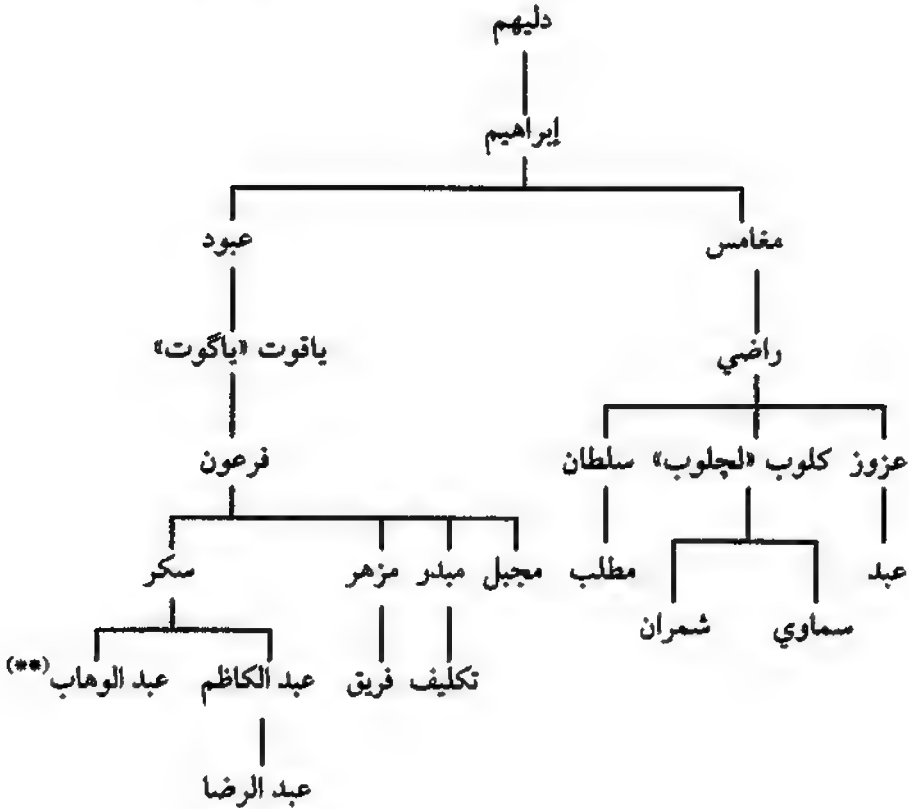 دليهم
إبراهيم
مغامس عبود
راضي ياقوت «ياگوت»
عزوز كلوب «لچلوب» سلطان فرعون
عبد مطلب مجبل مبدر مزهر سكر
سماوي شمران
تكليف فريق عبد الكاظم عبد الوهاب(**)
عبد الرضا